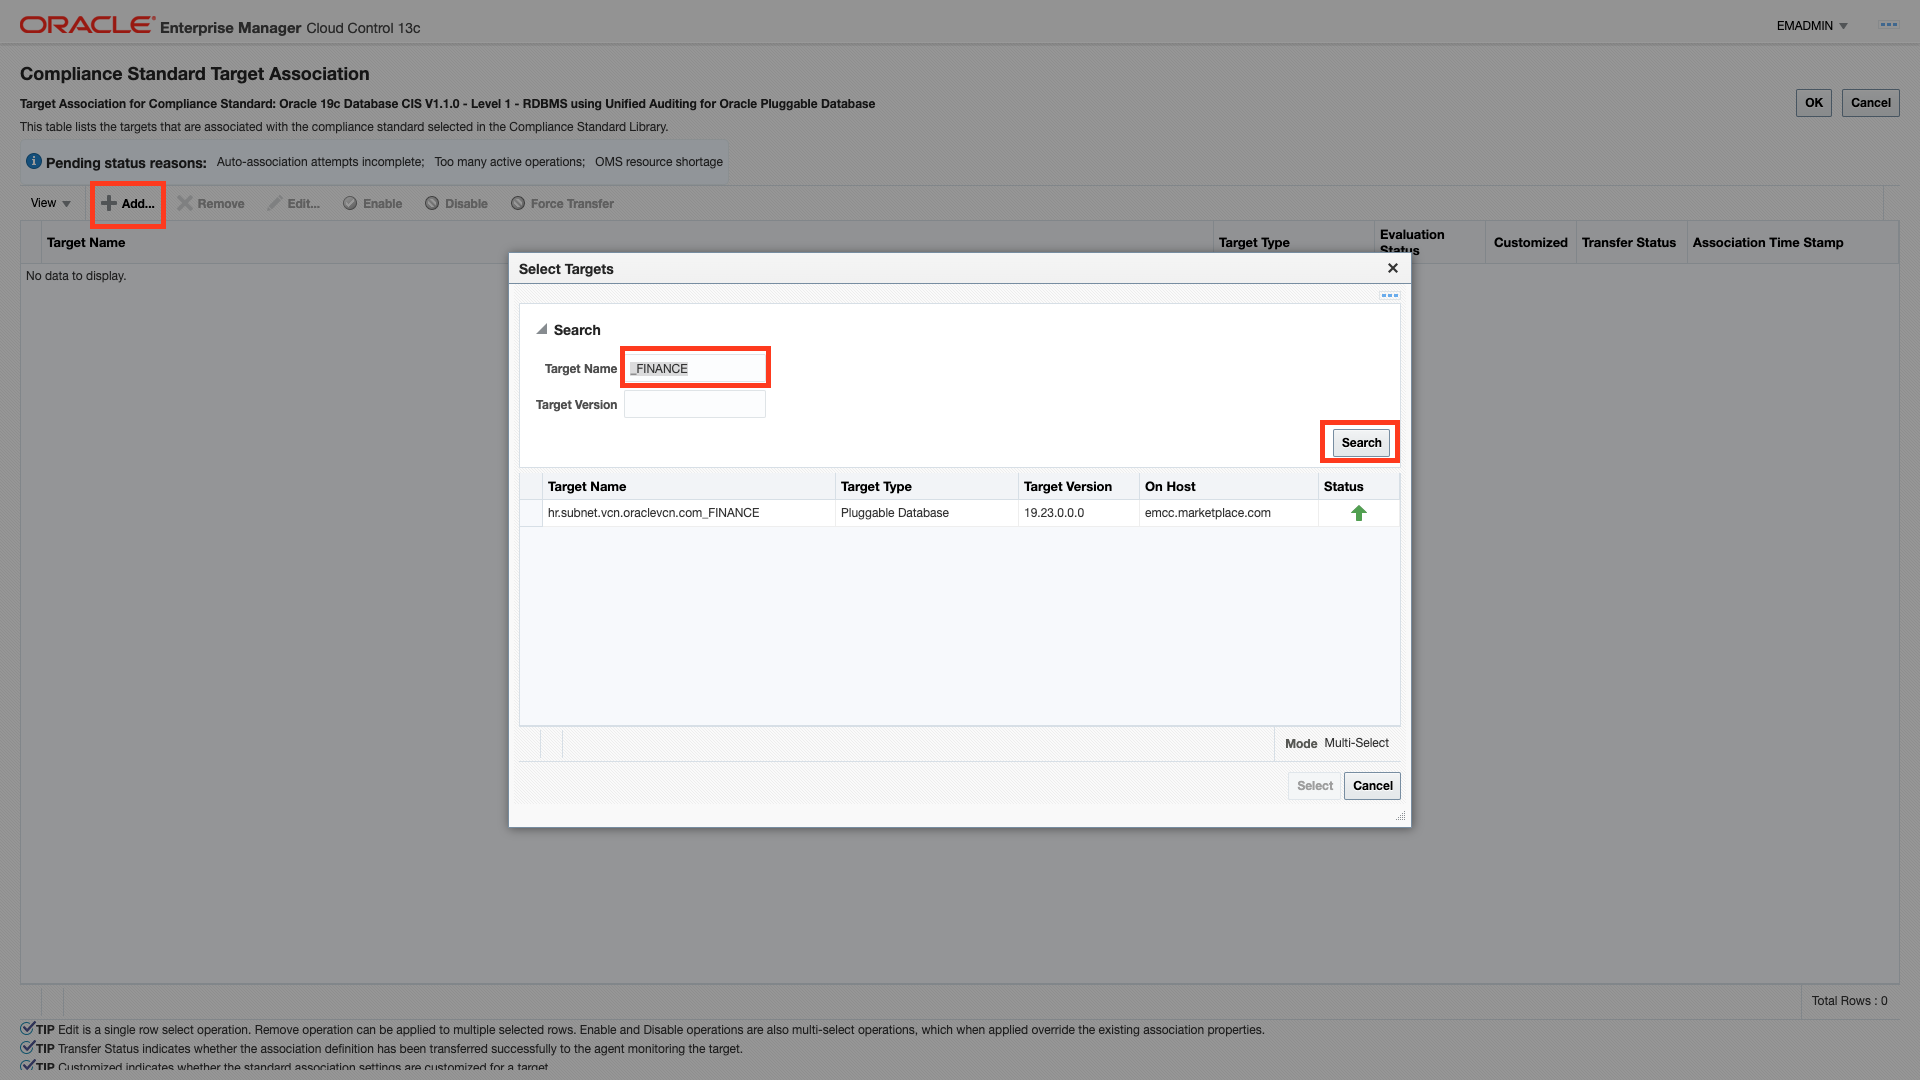 ORACLE Enterprise Manager Cloud Control 13c
EMADMIN
Compliance Standard Target Association
Target Association for Compliance Standard: Oracle 19c Database CIS V1.1.0 - Level 1 - RDBMS using Unified Auditing for Oracle Pluggable Database
OK Cancel
This table lists the targets that are associated with the compliance standard selected in the Compliance Standard Library.
Pending status reasons: Auto-association attempts incomplete; Too many active operations; OMS resource shortage
View Add... Remove Edit... Enable Disable Force Transfer
Target Name Target Type Evaluation Status Customized Transfer Status Association Time Stamp
No data to display.
Select Targets
Search
Target Name _FINANCE
Target Version
Search
Target Name Target Type Target Version On Host Status
hr.subnet.vcn.oraclevcn.com_FINANCE Pluggable Database 19.23.0.0.0 emcc.marketplace.com
Mode Multi-Select
Select Cancel
Total Rows : 0
TIP Edit is a single row select operation. Remove operation can be applied to multiple selected rows. Enable and Disable operations are also multi-select operations, which when applied override the existing association properties.
TIP Transfer Status indicates whether the association definition has been transferred successfully to the agent monitoring the target.
TIP Customized indicates whether the standard association settings are customized for a target.